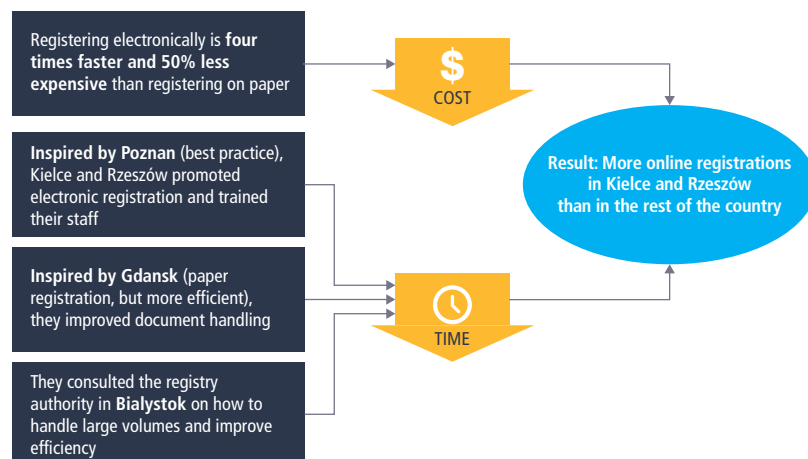 Registering electronically is four
times faster and 50% less
expensive than registering on paper
$
COST
Inspired by Poznan (best practice),
Kielce and Rzeszów promoted
electronic registration and trained
their staff
Result: More online registrations
in Kielce and Rzeszów
than in the rest of the country
Inspired by Gdansk (paper
registration, but more efficient),
they improved document handling
TIME
They consulted the registry
authority in Bialystok on how to
handle large volumes and improve
efficiency